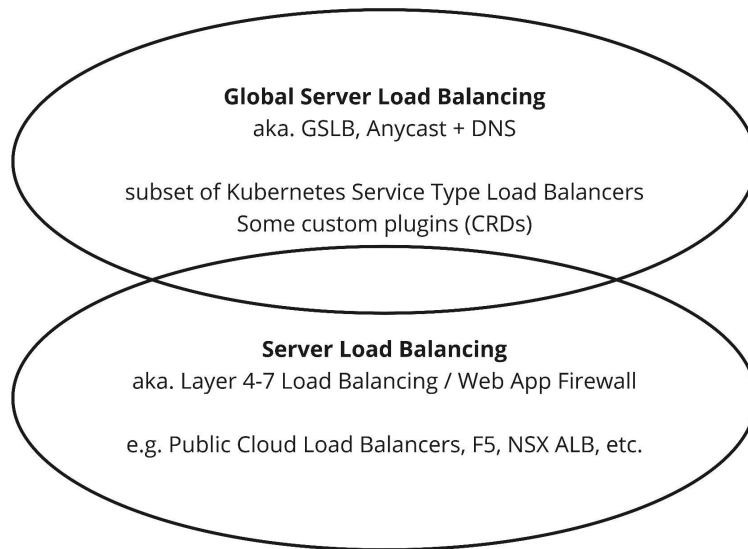 Global Server Load Balancing
aka. GSLB, Anycast + DNS
subset of Kubernetes Service Type Load Balancers
Some custom plugins (CRDs)
Server Load Balancing
aka. Layer 4-7 Load Balancing / Web App Firewall
e.g. Public Cloud Load Balancers, F5, NSX ALB, etc.